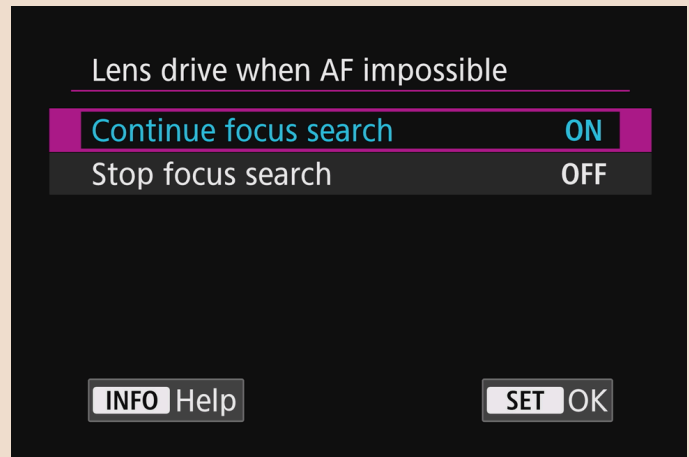 Lens drive when AF impossible
Continue focus search ON
Stop focus search OFF
INFO Help SET OK